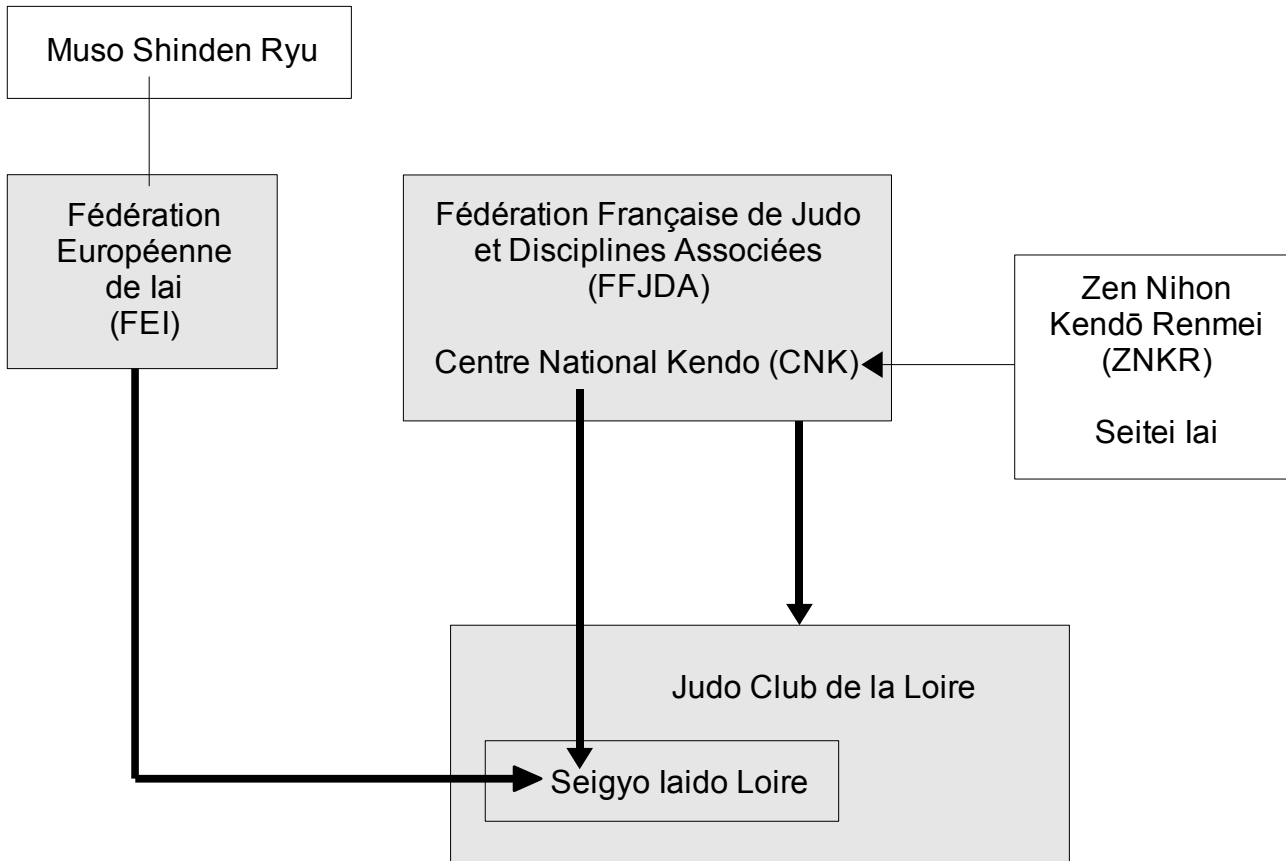 Muso Shinden Ryu
Fédération
Européenne
de Iai
(FEI)
Fédération Française de Judo
et Disciplines Associées
(FFJDA)
Centre National Kendo (CNK)
Zen Nihon
Kendō Renmei
(ZNKR)
Seitei Iai
Judo Club de la Loire
Seigyo Iaido Loire